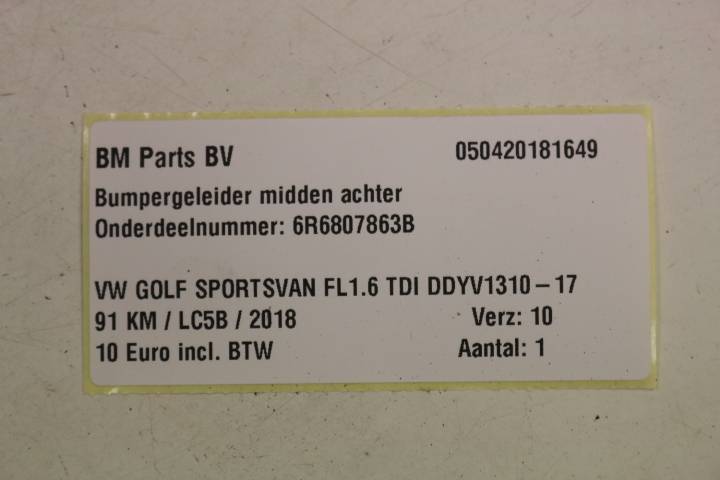 BM Parts BV 050420181649
Bumpergeleider midden achter
Onderdeelnummer: 6R6807863B
VW GOLF SPORTSVAN FL1.6 TDI DDYV1310-17
91 KM / LC5B / 2018 Verz: 10
10 Euro incl. BTW Aantal: 1